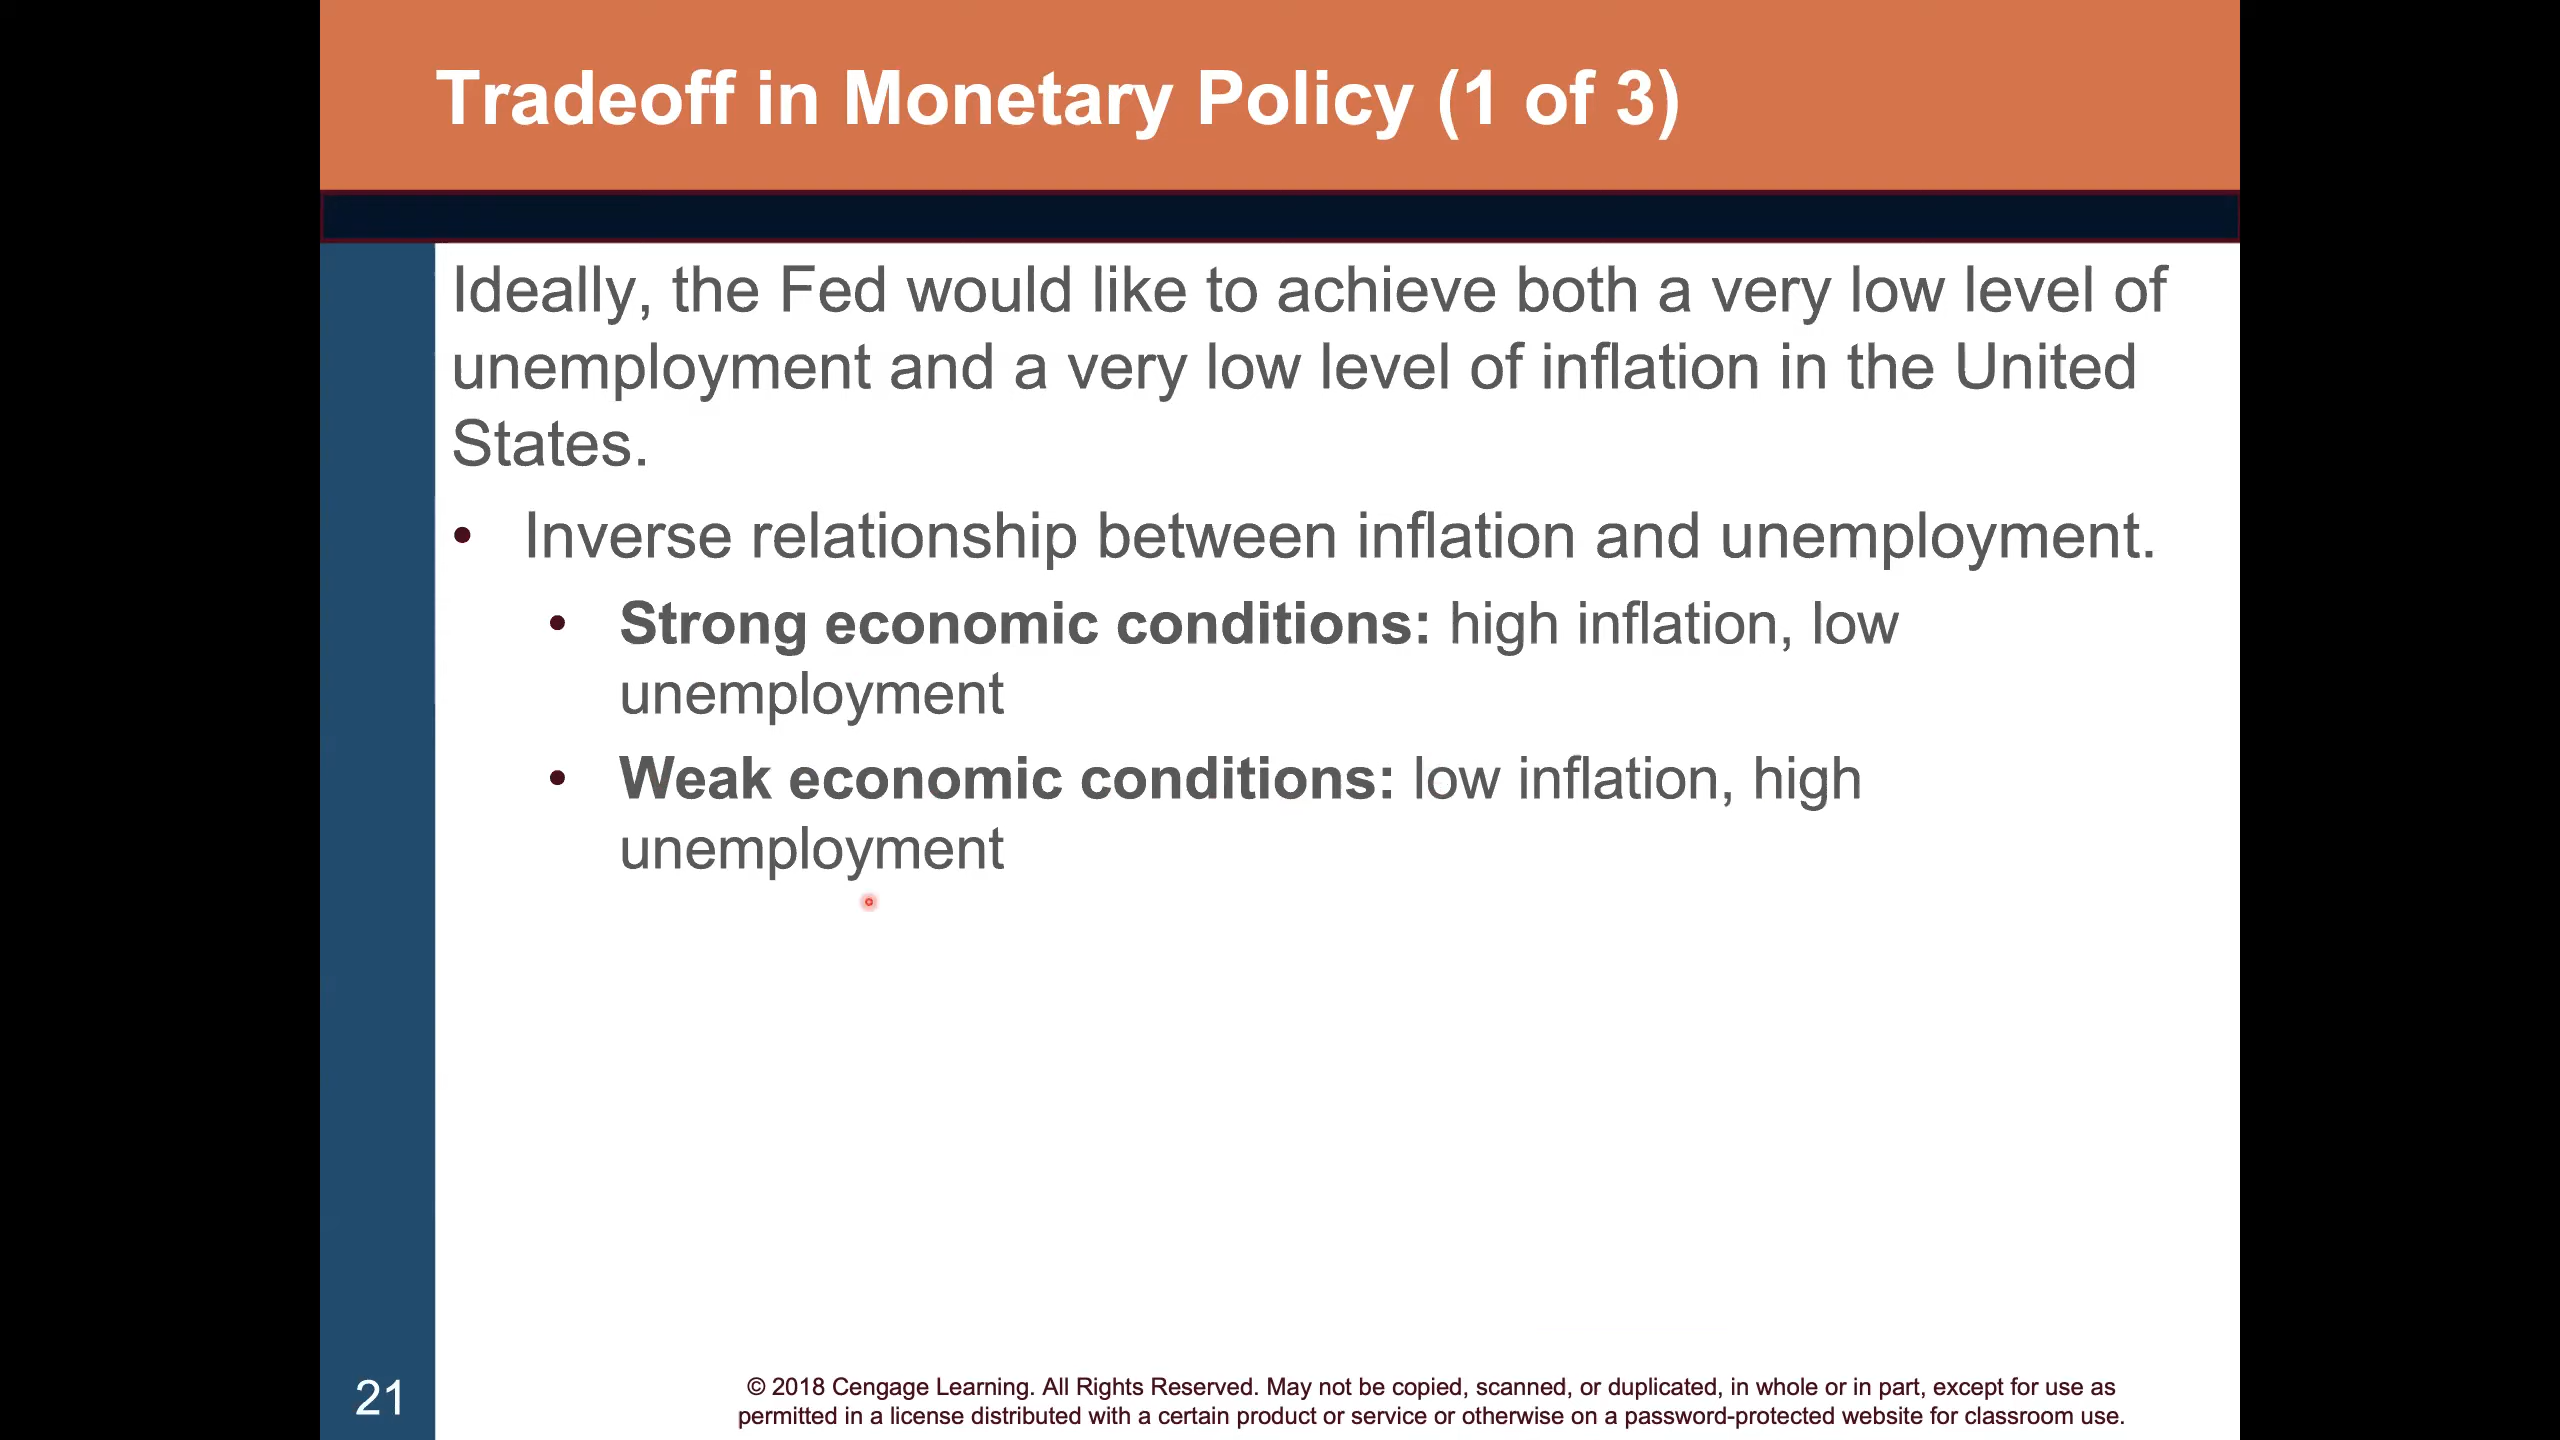 Tradeoff in Monetary Policy (1 of 3)
Ideally, the Fed would like to achieve both a very low level of
unemployment and a very low level of inflation in the United
States.
• Inverse relationship between inflation and unemployment.
• Strong economic conditions: high inflation, low
unemployment
• Weak economic conditions: low inflation, high
unemployment
21
© 2018 Cengage Learning. All Rights Reserved. May not be copied, scanned, or duplicated, in whole or in part, except for use as
permitted in a license distributed with a certain product or service or otherwise on a password-protected website for classroom use.